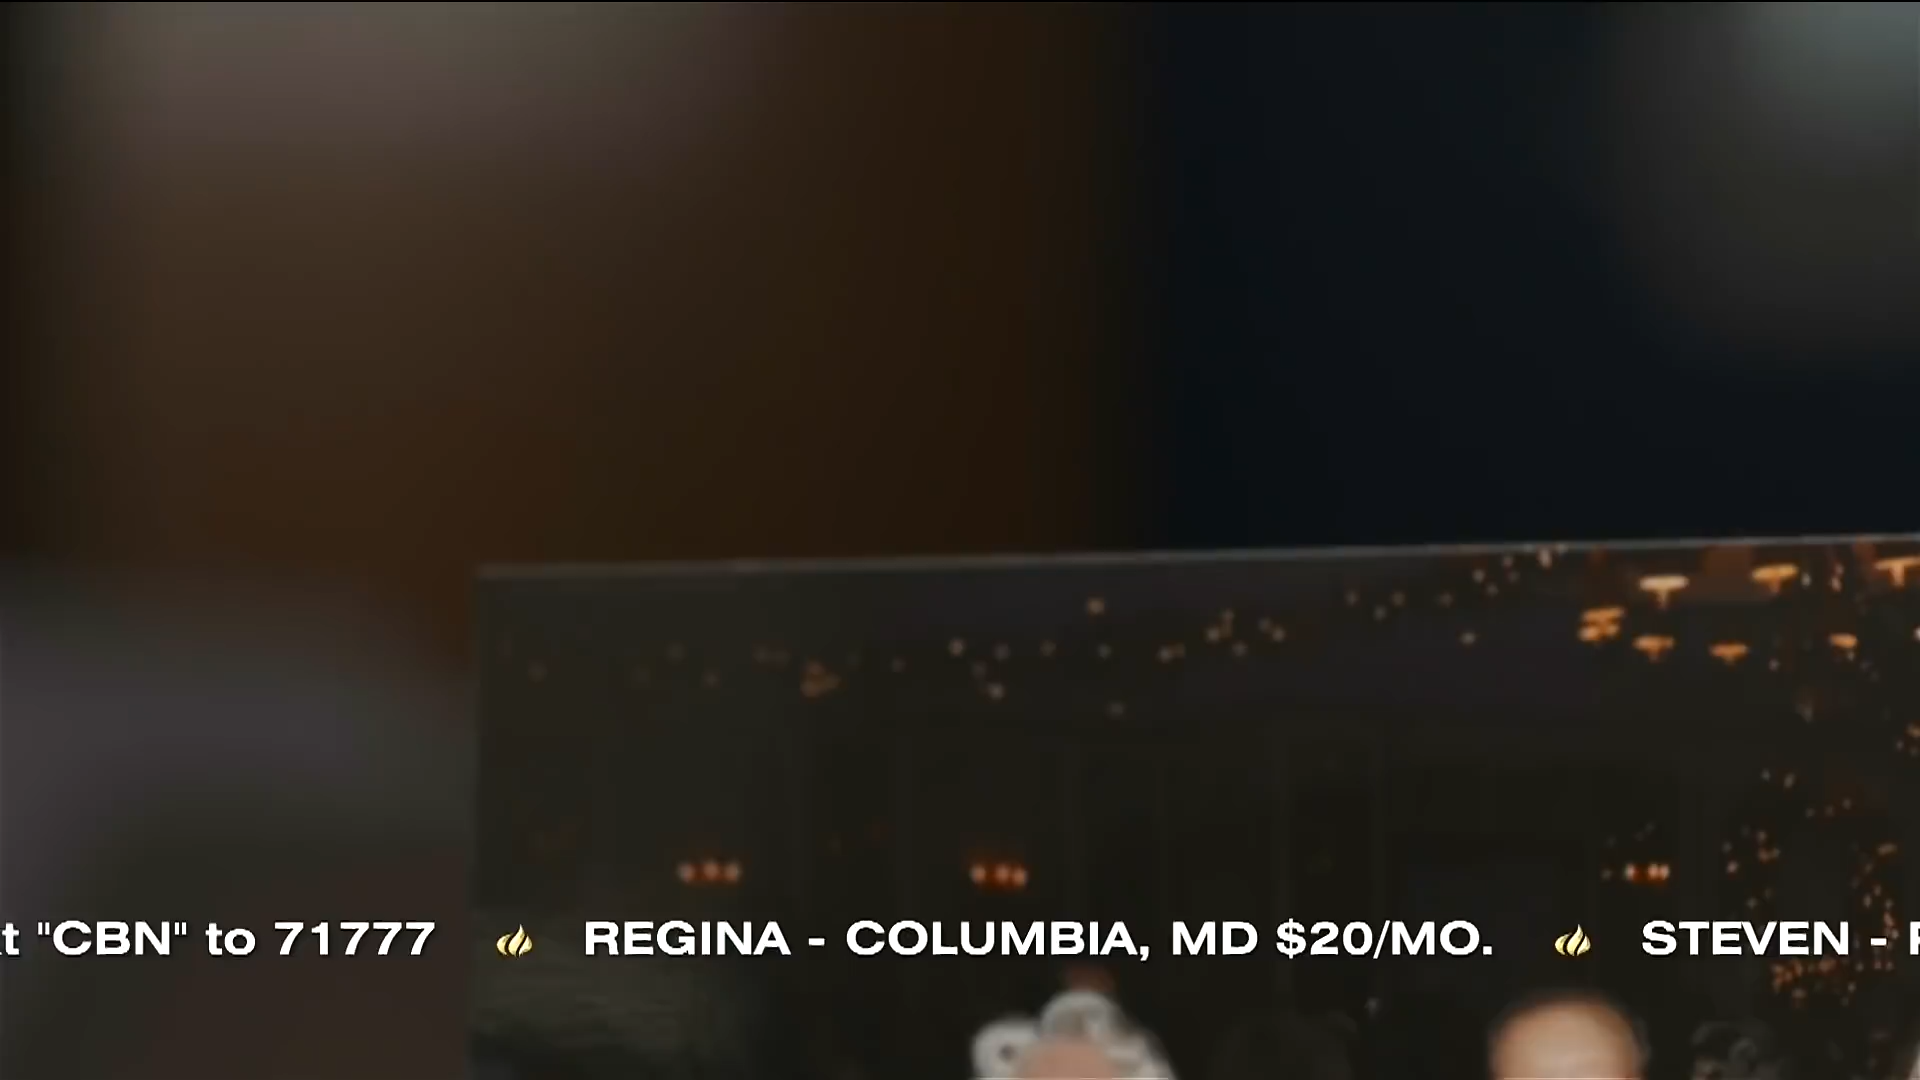 "CBN" to 71777 REGINA - COLUMBIA, MD $20/MO. STEVEN -